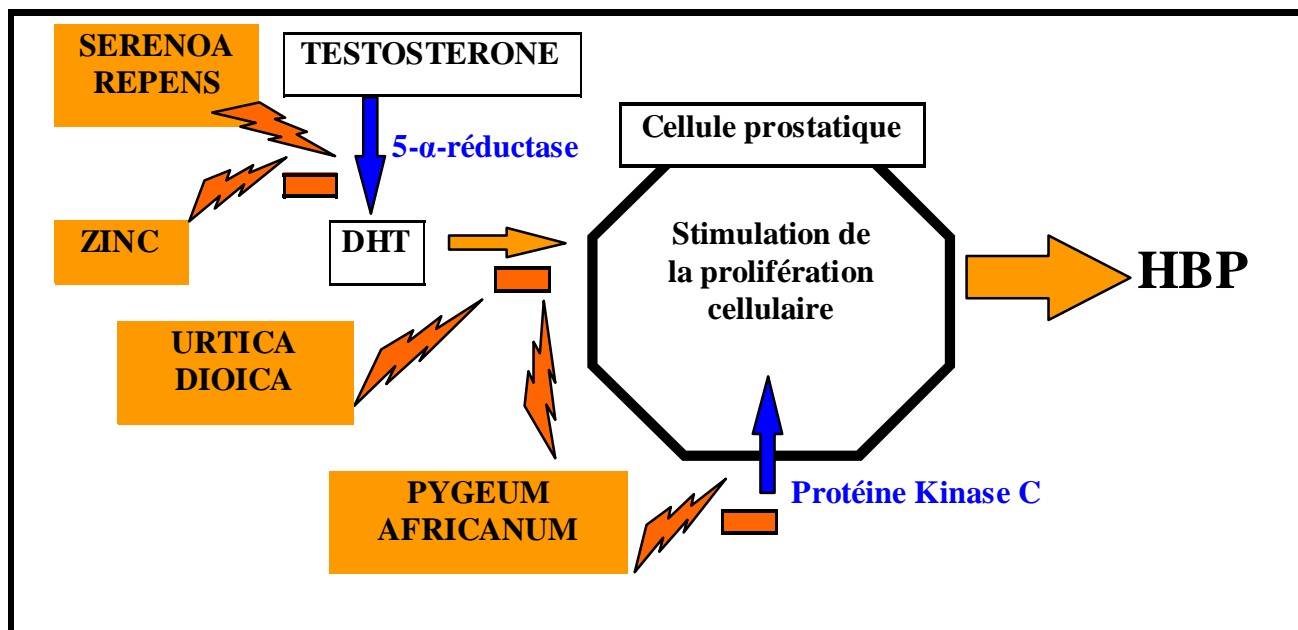 SERENOA
REPENS
TESTOSTERONE
5-α-réductase
Cellule prostatique
ZINC
DHT
Stimulation de
la prolifération
cellulaire
HBP
URTICA
DIOICA
PYGEUM
AFRICANUM
Protéine Kinase C